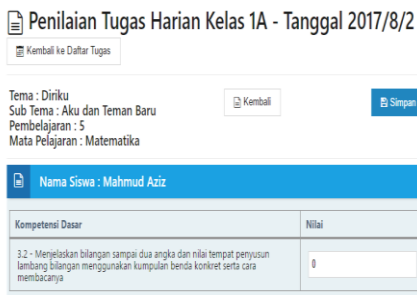 Penilaian Tugas Harian Kelas 1A - Tanggal 2017/8/2
Kembali ke Daftar Tugas
Tema : Diriku
Sub Tema : Aku dan Teman Baru
Pembelajaran : 5
Mata Pelajaran : Matematika
Kembali
Simpan
Nama Siswa : Mahmud Aziz
Kompetensi Dasar
Nilai
3.2 - Menjelaskan bilangan sampai dua angka dan nilai tempat penyusun
lambang bilangan menggunakan kumpulan benda konkret serta cara
membacanya
0